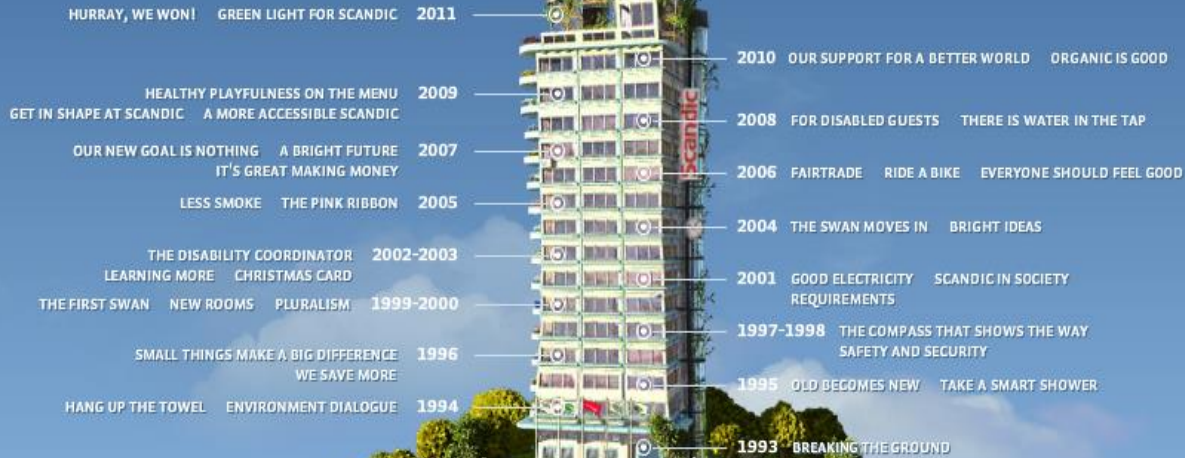 HURRAY, WE WON! GREEN LIGHT FOR SCANDIC 2011
2010 OUR SUPPORT FOR A BETTER WORLD ORGANIC IS GOOD
HEALTHY PLAYFULNESS ON THE MENU 2009
GET IN SHAPE AT SCANDIC A MORE ACCESSIBLE SCANDIC
2008 FOR DISABLED GUESTS THERE IS WATER IN THE TAP
Scandic
OUR NEW GOAL IS NOTHING A BRIGHT FUTURE 2007
IT'S GREAT MAKING MONEY
2006 FAIRTRADE RIDE A BIKE EVERYONE SHOULD FEEL GOOD
LESS SMOKE THE PINK RIBBON 2005
2004 THE SWAN MOVES IN BRIGHT IDEAS
THE DISABILITY COORDINATOR 2002-2003
LEARNING MORE CHRISTMAS CARD
2001 GOOD ELECTRICITY SCANDIC IN SOCIETY
REQUIREMENTS
THE FIRST SWAN NEW ROOMS PLURALISM 1999-2000
1997-1998 THE COMPASS THAT SHOWS THE WAY
SAFETY AND SECURITY
SMALL THINGS MAKE A BIG DIFFERENCE 1996
WE SAVE MORE
1995 OLD BECOMES NEW TAKE A SMART SHOWER
HANG UP THE TOWEL ENVIRONMENT DIALOGUE 1994
1993 BREAKING THE GROUND